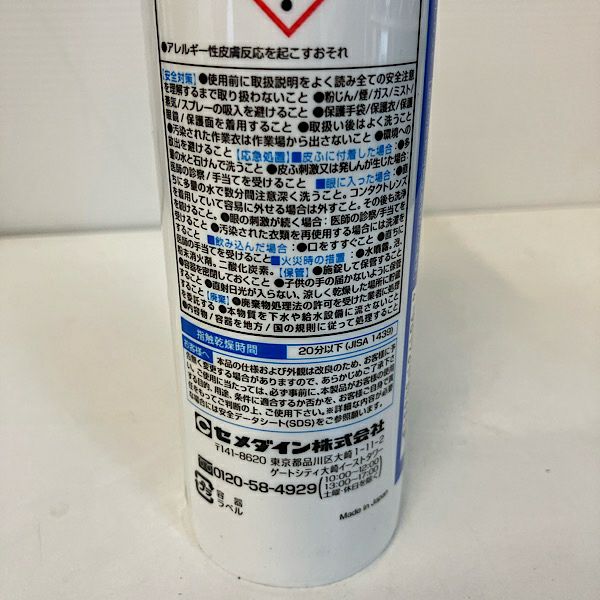 ●アレルギー性皮膚反応を起こすおそれ
【安全対策】●使用前に取扱説明をよく読み全ての安全注意
を理解するまで取り扱わないこと ●粉じん/煙/ガス/ミスト/
蒸気/スプレーの吸入を避けること ●保護手袋/保護衣/保護
眼鏡/保護面を着用すること ●取扱い後はよく洗うこと
●汚染された作業衣は作業場から出さないこと ●環境への
放出を避けること 【応急処置】■皮ふに付着した場合:●多
量の水と石けんで洗うこと ●皮ふ刺激又は発しんが生じた場合:
医師の診察/手当てを受けること ■眼に入った場合:●直
ちに多量の水で数分間注意深く洗うこと。コンタクトレンズ
を着用していて容易に外せる場合は外すこと。その後も洗浄
を続けること。●眼の刺激が続く場合:医師の診察/手当てを
受けること ●汚染された衣類を再使用する場合には洗濯を
■飲み込んだ場合:●口をすすぐこと ●直ちに
医師の手当てを受けること ■火災時の措置:●水噴霧、泡、
粉末消火剤、二酸化炭素。【保管】●施錠して保管すること
●容器を密閉しておくこと ●子供の手の届かないように保管
●直射日光が入らない、涼しく乾燥した場所に貯蔵
すること 【廃棄】●廃棄物処理法の許可を受けた業者に処理
を委託する ●本物質を下水や給水設備に流さないこと
●内容物/容器を地方/国の規則に従って処理すること
指触乾燥時間 20分以下(JISA 1439)
お客様へ 本品の仕様および外観は改良のため、お客様に予
告無く変更する場合がありますので、あらかじめご了承下さ
い。ご使用に当たっては、必ず事前に、本製品がお客様の使用
する目的、用途、条件に適合するか否かを、お客様ご自身で責
任をもってご判断の上、ご使用下さい。※詳細な内容が必要
な場合には安全データシート(SDS)をご参照願います。
セメダイン株式会社
〒141-8620 東京都品川区大崎1-11-2
ゲートシティ大崎イーストタワー
0120-58-4929 (10:00〜12:00 13:00〜17:00 土曜・休日を除く)
プラ 容器 ラベル
Made in Japan